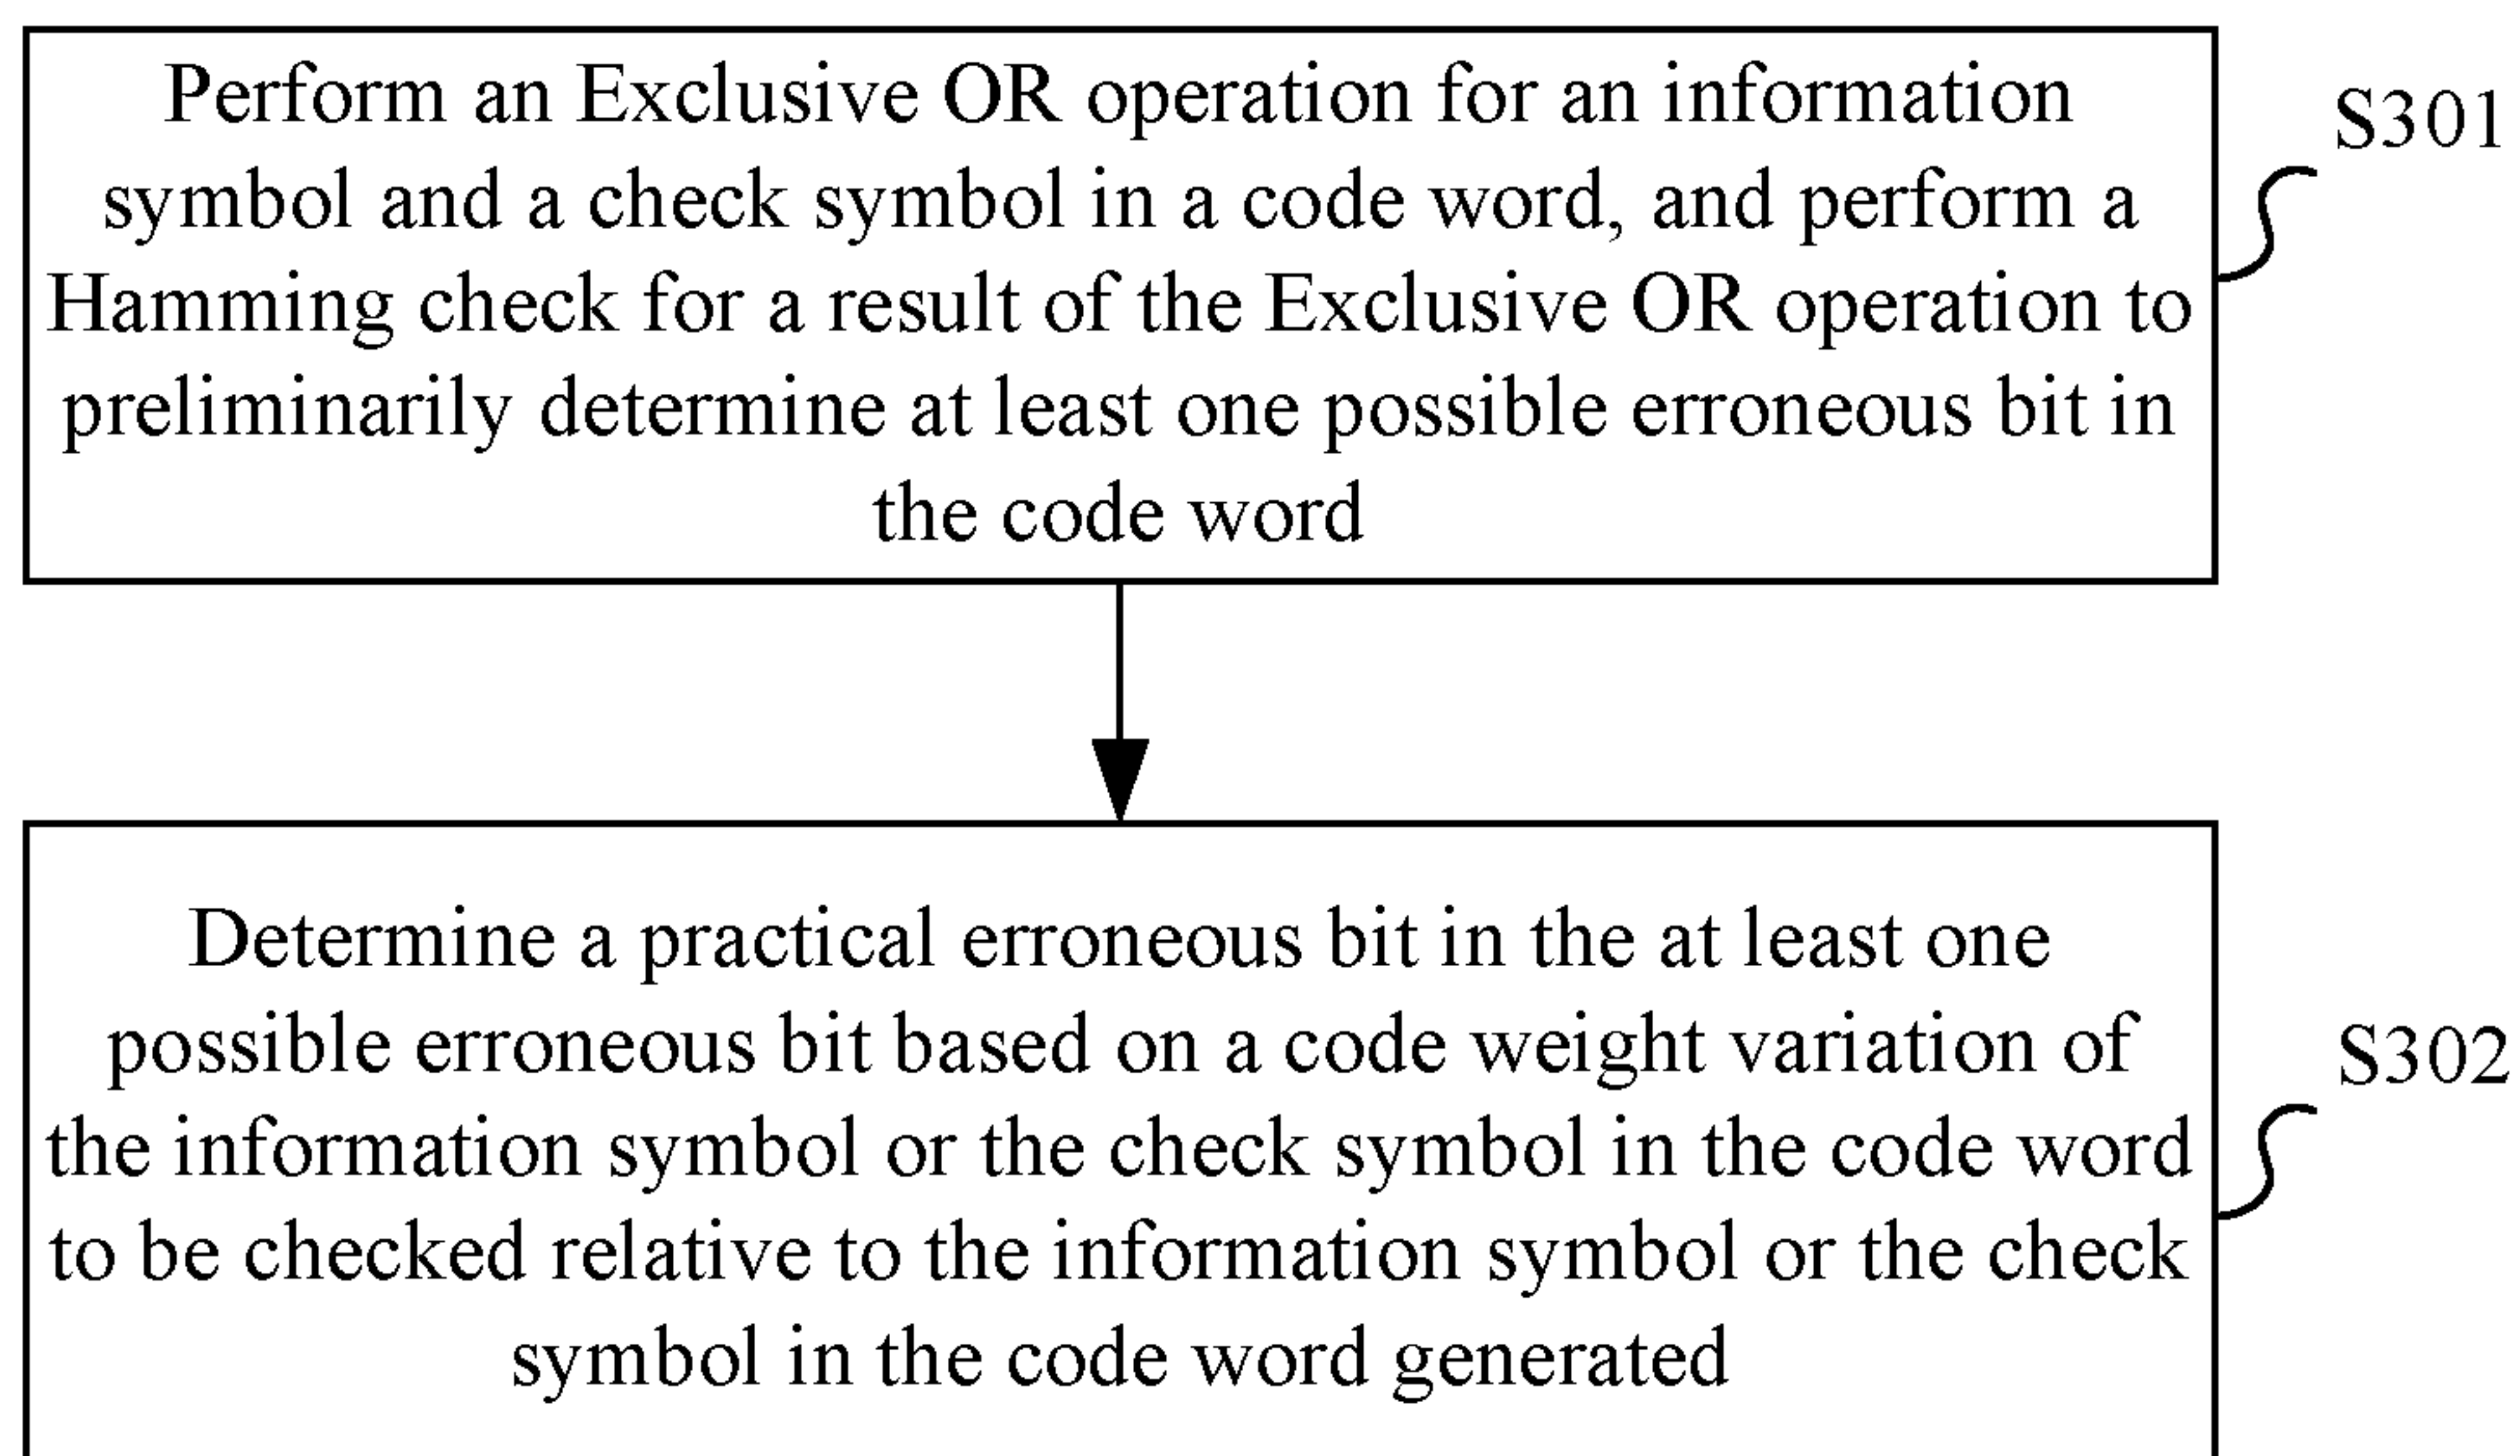 Perform an Exclusive OR operation for an information
symbol and a check symbol in a code word, and perform a
Hamming check for a result of the Exclusive OR operation to
preliminarily determine at least one possible erroneous bit in
the code word
S301
Determine a practical erroneous bit in the at least one
possible erroneous bit based on a code weight variation of
the information symbol or the check symbol in the code word
to be checked relative to the information symbol or the check
symbol in the code word generated
S302